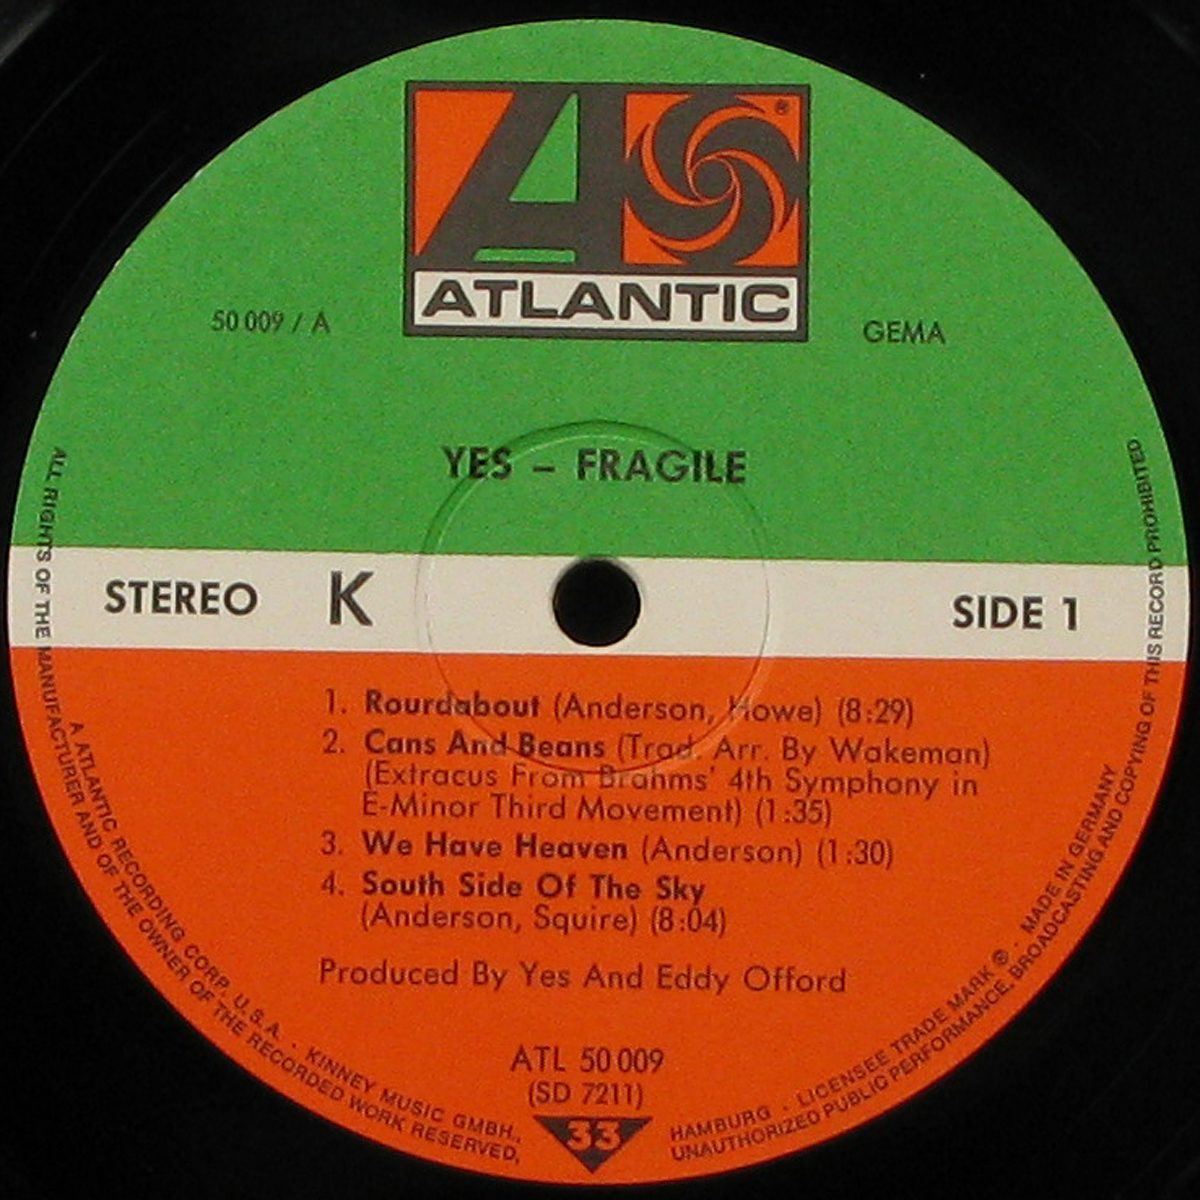 ATLANTIC
®
50 009 / A
GEMA
YES – FRAGILE
STEREO K
SIDE 1
1. Rourdabout (Anderson, Howe) (8:29)
2. Cans And Beans (Trad. Arr. By Wakeman)
(Extracus From Brahms' 4th Symphony in
E-Minor Third Movement) (1:35)
3. We Have Heaven (Anderson) (1:30)
4. South Side Of The Sky
(Anderson, Squire) (8:04)
Produced By Yes And Eddy Offord
ATL 50 009
(SD 7211)
33
A ATLANTIC RECORDING CORP. U.S.A. · KINNEY MUSIC GMBH., HAMBURG · LICENSEE TRADE MARK ® · MADE IN GERMANY
ALL RIGHTS OF THE MANUFACTURER AND OF THE OWNER OF THE RECORDED WORK RESERVED, UNAUTHORIZED PUBLIC PERFORMANCE, BROADCASTING AND COPYING OF THIS RECORD PROHIBITED